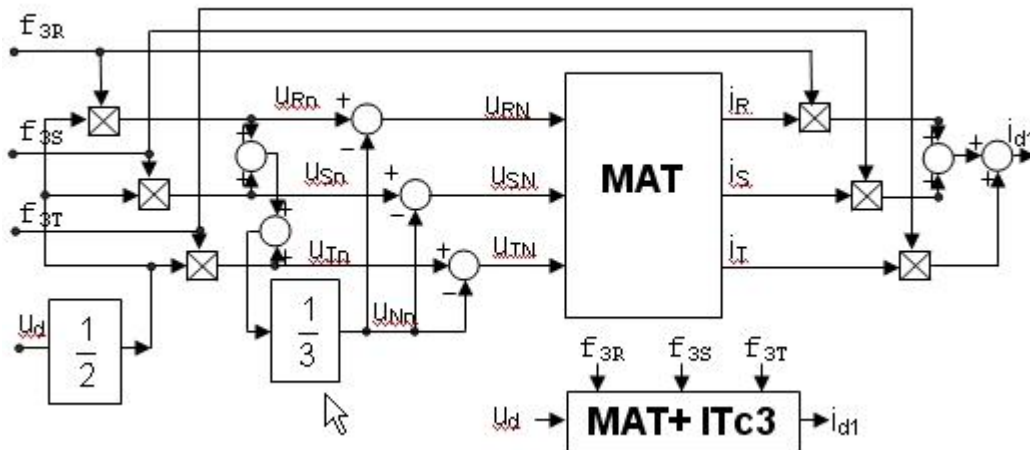 f3R
uRn
+
−
uRN
iR
f3S
+
+
uSn
+
−
uSN
MAT
iS
+
+
+
+
id1
f3T
+
+
uTn
+
−
uTN
iT
ud
1
2
1
3
uNn
f3R
f3S
f3T
ud
MAT+ ITc3
id1